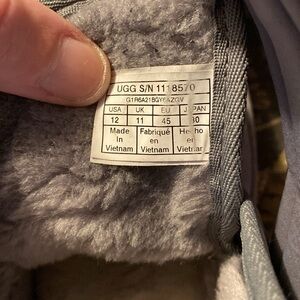 UGG S/N 1118570
USA UK EU JAPAN
12 11 45 30
Made Fabriqué Hecho
in en en
Vietnam Vietnam Vietnam